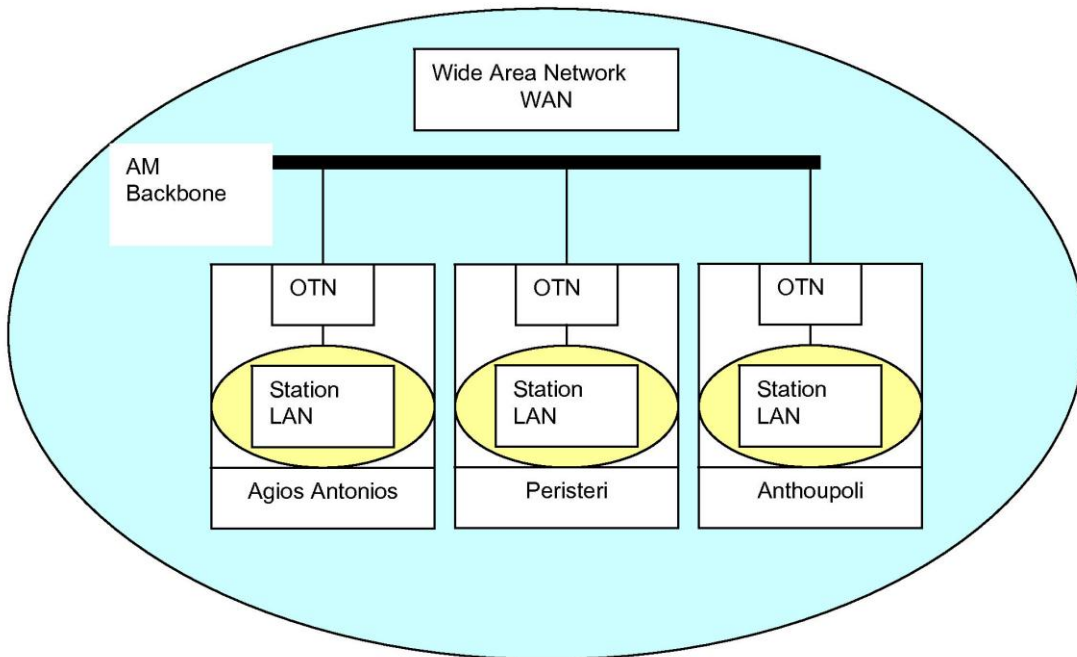 Wide Area Network
WAN
AM
Backbone
OTN
OTN
OTN
Station
LAN
Station
LAN
Station
LAN
Agios Antonios
Peristeri
Anthoupoli